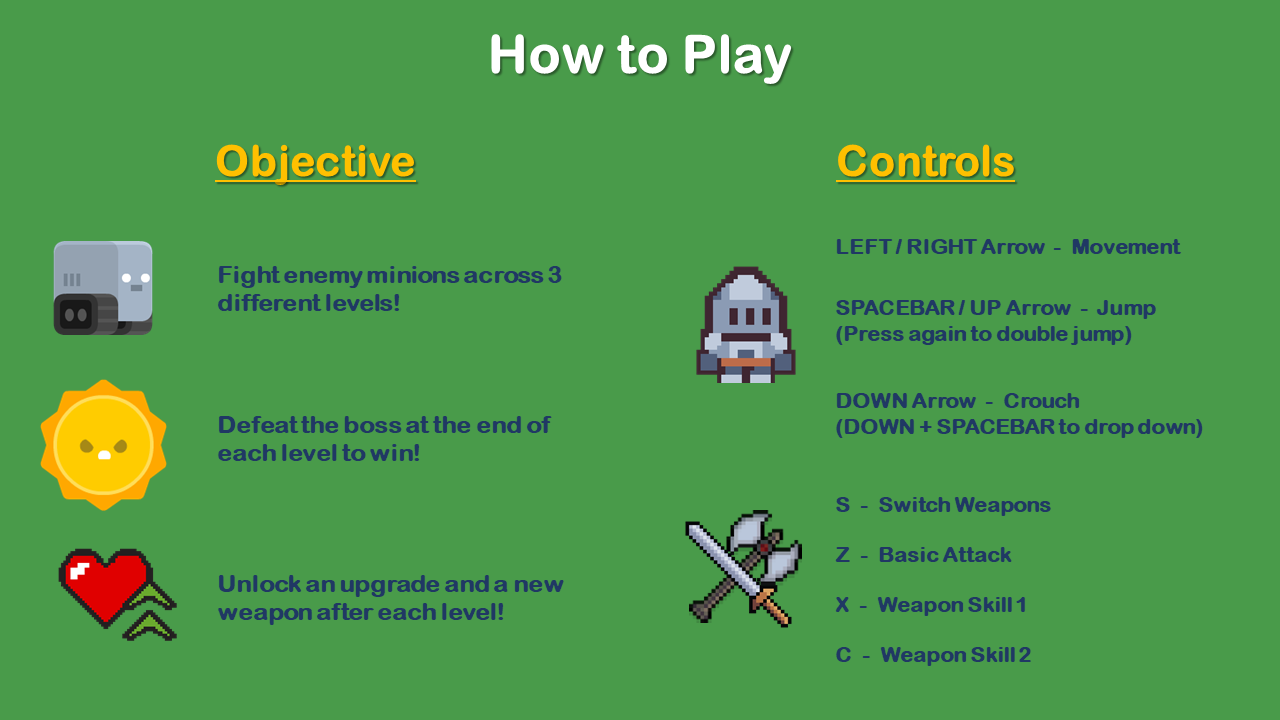 How to Play
Objective
Fight enemy minions across 3
different levels!
Defeat the boss at the end of
each level to win!
Unlock an upgrade and a new
weapon after each level!
Controls
LEFT / RIGHT Arrow - Movement
SPACEBAR / UP Arrow - Jump
(Press again to double jump)
DOWN Arrow - Crouch
(DOWN + SPACEBAR to drop down)
S - Switch Weapons
Z - Basic Attack
X - Weapon Skill 1
C - Weapon Skill 2